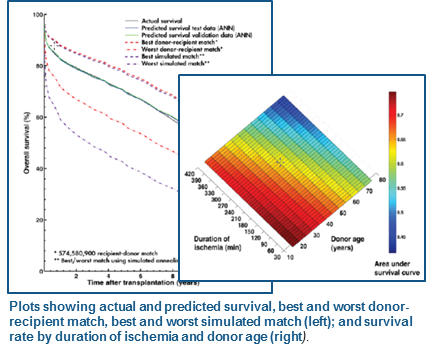 100
80
60
40
20
0
Overall survival (%)
Actual survival
Predicted survival test data (ANN)
Predicted survival validation data (ANN)
Best donor-recipient match*
Worst donor-recipient match*
Best simulated match**
Worst simulated match**
* 574,580,900 recipient-donor match
** Best/worst match using simulated
0
2
4
6
8
Time after transplantation (years)
420
390
360
330
300
270
240
210
180
150
120
90
60
30
Duration of
ischemia (min)
10
20
30
40
50
60
70
80
Donor age
(years)
Area under
survival curve
Plots showing actual and predicted survival, best and worst donor-
recipient match, best and worst simulated match (left); and survival
rate by duration of ischemia and donor age (right).